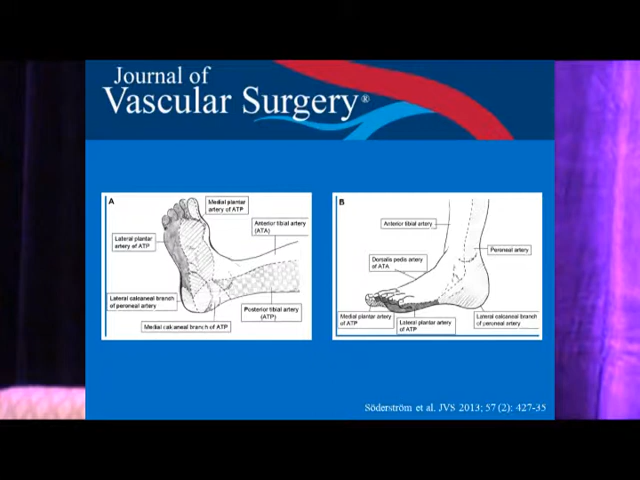 Journal of
Vascular Surgery®
A
Medial plantar
artery of ATP
Anterior tibial artery
(ATA)
Lateral plantar
artery of ATP
Lateral calcaneal branch
of peroneal artery
Posterior tibial artery
(ATP)
Medial calcaneal branch of ATP
B
Anterior tibial artery
Peroneal artery
Dorsalis pedis artery
of ATA
Medial plantar artery
of ATP
Lateral plantar artery
of ATP
Lateral calcaneal branch
of peroneal artery
Söderström et al. JVS 2013; 57 (2): 427-35